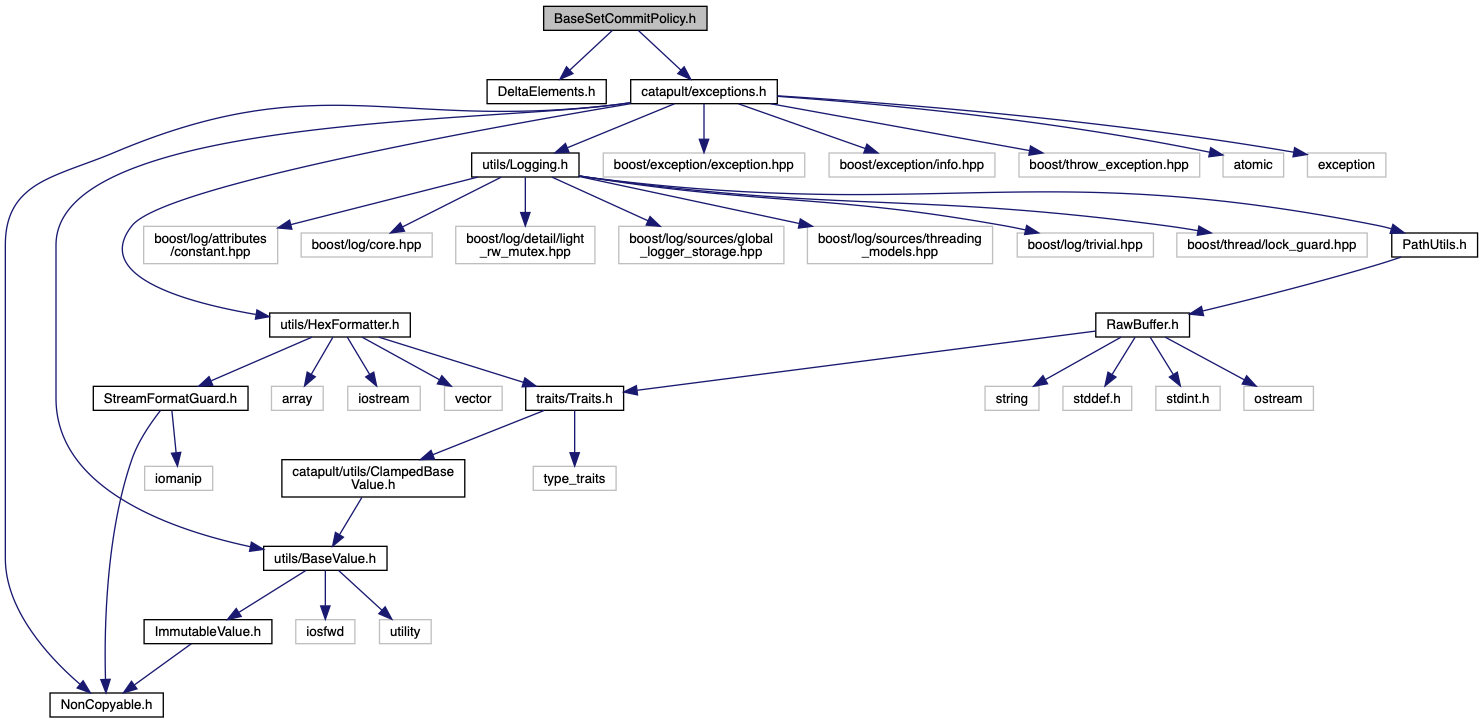 BaseSetCommitPolicy.h
DeltaElements.h
catapult/exceptions.h
utils/Logging.h
boost/exception/exception.hpp
boost/exception/info.hpp
boost/throw_exception.hpp
atomic
exception
boost/log/attributes
/constant.hpp
boost/log/core.hpp
boost/log/detail/light
_rw_mutex.hpp
boost/log/sources/global
_logger_storage.hpp
boost/log/sources/threading
_models.hpp
boost/log/trivial.hpp
boost/thread/lock_guard.hpp
PathUtils.h
utils/HexFormatter.h
RawBuffer.h
StreamFormatGuard.h
array
iostream
vector
traits/Traits.h
string
stddef.h
stdint.h
ostream
iomanip
catapult/utils/ClampedBase
Value.h
type_traits
utils/BaseValue.h
ImmutableValue.h
iosfwd
utility
NonCopyable.h